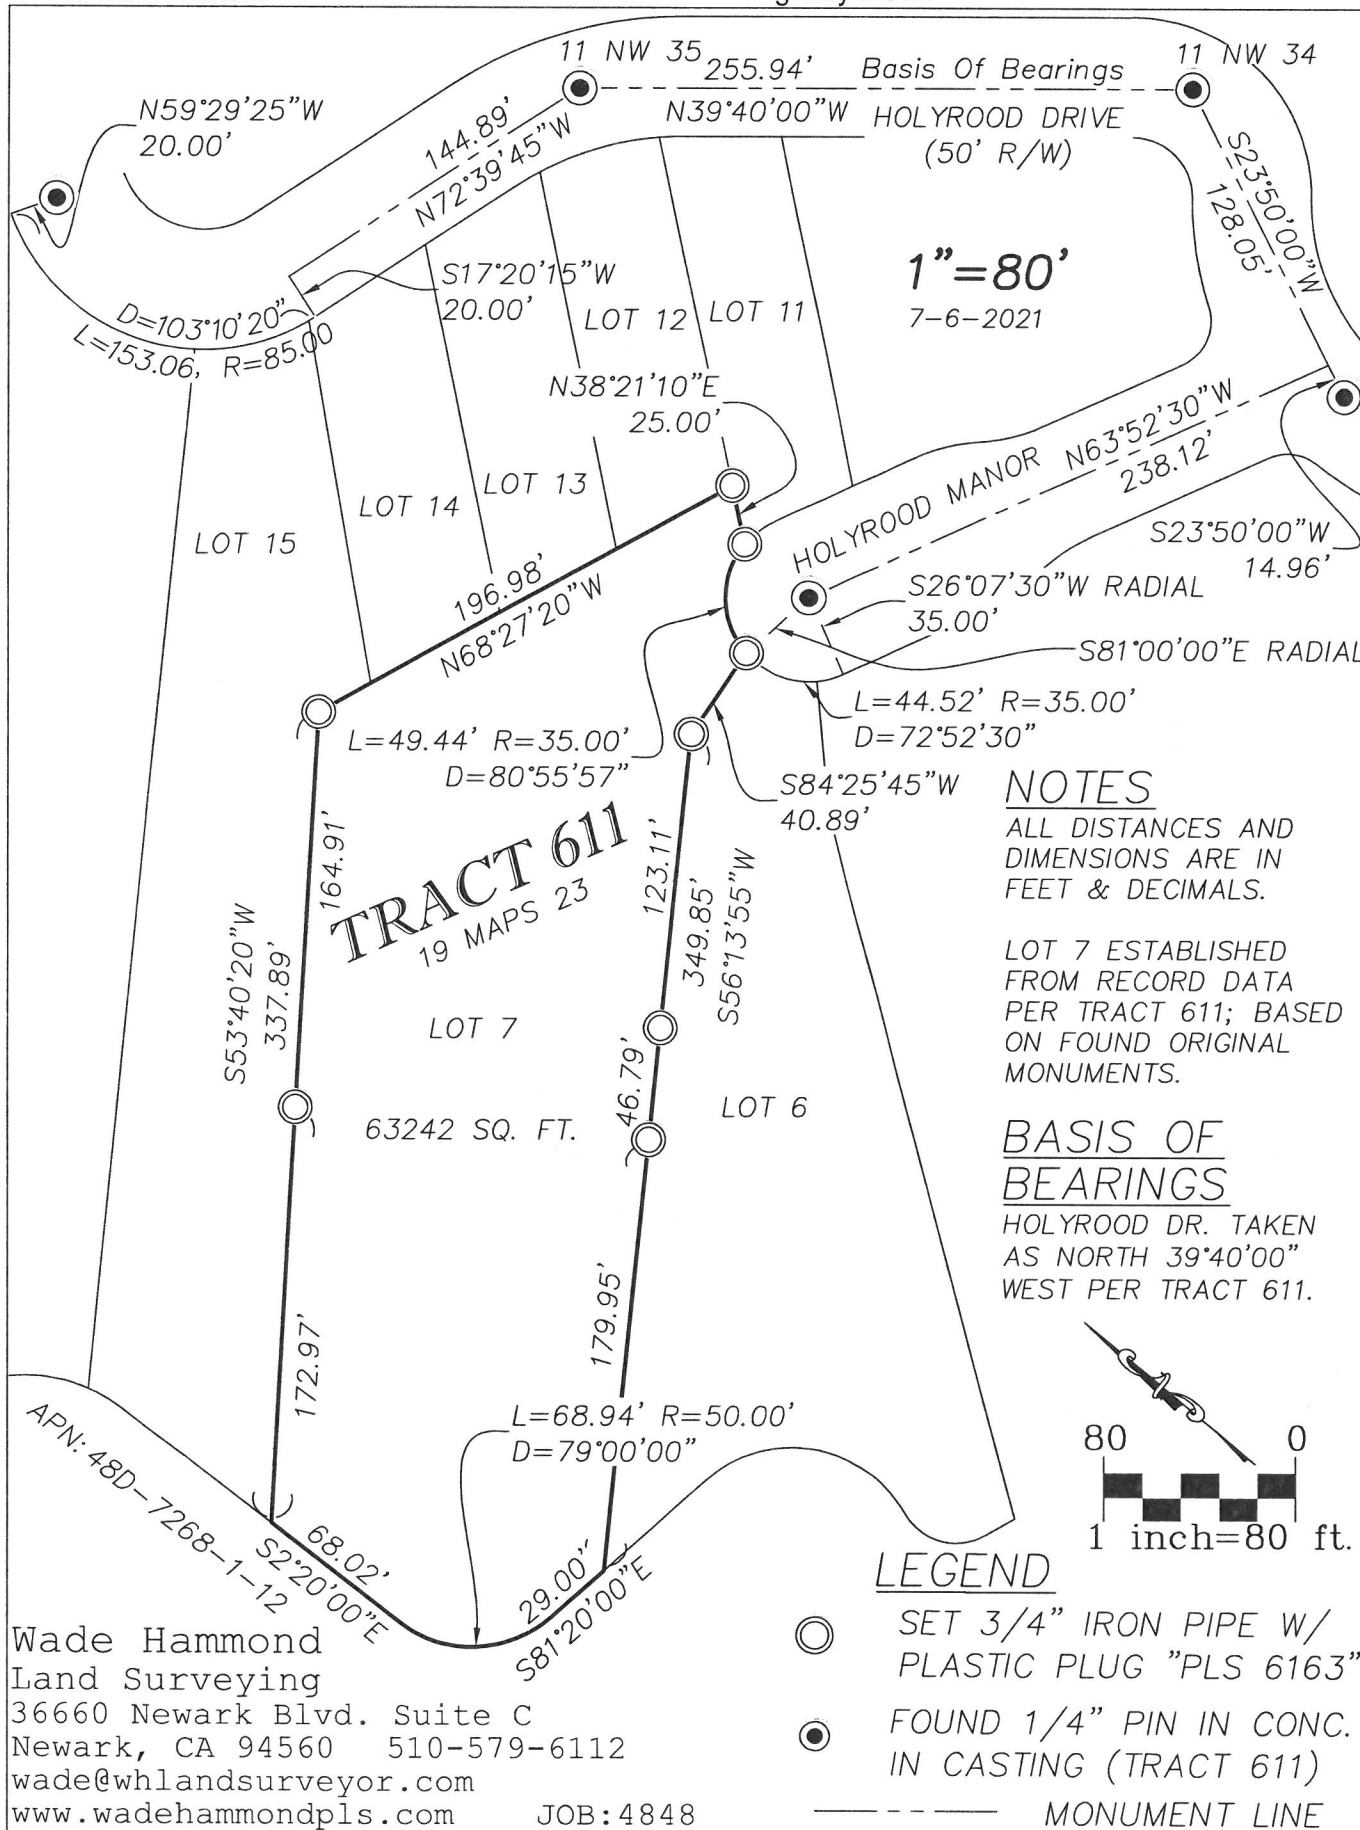 11 NW 35
255.94'
Basis Of Bearings
11 NW 34
N59°29'25"W
20.00'
144.89'
N72°39'45"W
N39°40'00"W
HOLYROOD DRIVE
(50' R/W)
S23°50'00"W
128.05'
1"=80'
7-6-2021
S17°20'15"W
20.00'
D=103°10'20"
L=153.06, R=85.00
LOT 12
LOT 11
N38°21'10"E
25.00'
LOT 13
LOT 14
LOT 15
HOLYROOD MANOR
N63°52'30"W
238.12'
S23°50'00"W
14.96'
196.98'
N68°27'20"W
S26°07'30"W RADIAL
35.00'
S81°00'00"E RADIAL
L=44.52' R=35.00'
D=72°52'30"
L=49.44' R=35.00'
D=80°55'57"
S84°25'45"W
40.89'
NOTES
ALL DISTANCES AND
DIMENSIONS ARE IN
FEET & DECIMALS.
LOT 7 ESTABLISHED
FROM RECORD DATA
PER TRACT 611; BASED
ON FOUND ORIGINAL
MONUMENTS.
164.91'
TRACT 611
19 MAPS 23
123.11'
349.85'
S56°13'55"W
S53°40'20"W
337.89'
LOT 7
46.79'
LOT 6
63242 SQ. FT.
BASIS OF
BEARINGS
HOLYROOD DR. TAKEN
AS NORTH 39°40'00"
WEST PER TRACT 611.
172.97'
179.95'
L=68.94' R=50.00'
D=79°00'00"
APN: 48D-7268-1-12
68.02'
S2°20'00"E
29.00'
S81°20'00"E
80 0
1 inch=80 ft.
LEGEND
SET 3/4" IRON PIPE W/
PLASTIC PLUG "PLS 6163"
FOUND 1/4" PIN IN CONC.
IN CASTING (TRACT 611)
MONUMENT LINE
Wade Hammond
Land Surveying
36660 Newark Blvd. Suite C
Newark, CA 94560 510-579-6112
wade@whlandsurveyor.com
www.wadehammondpls.com JOB:4848